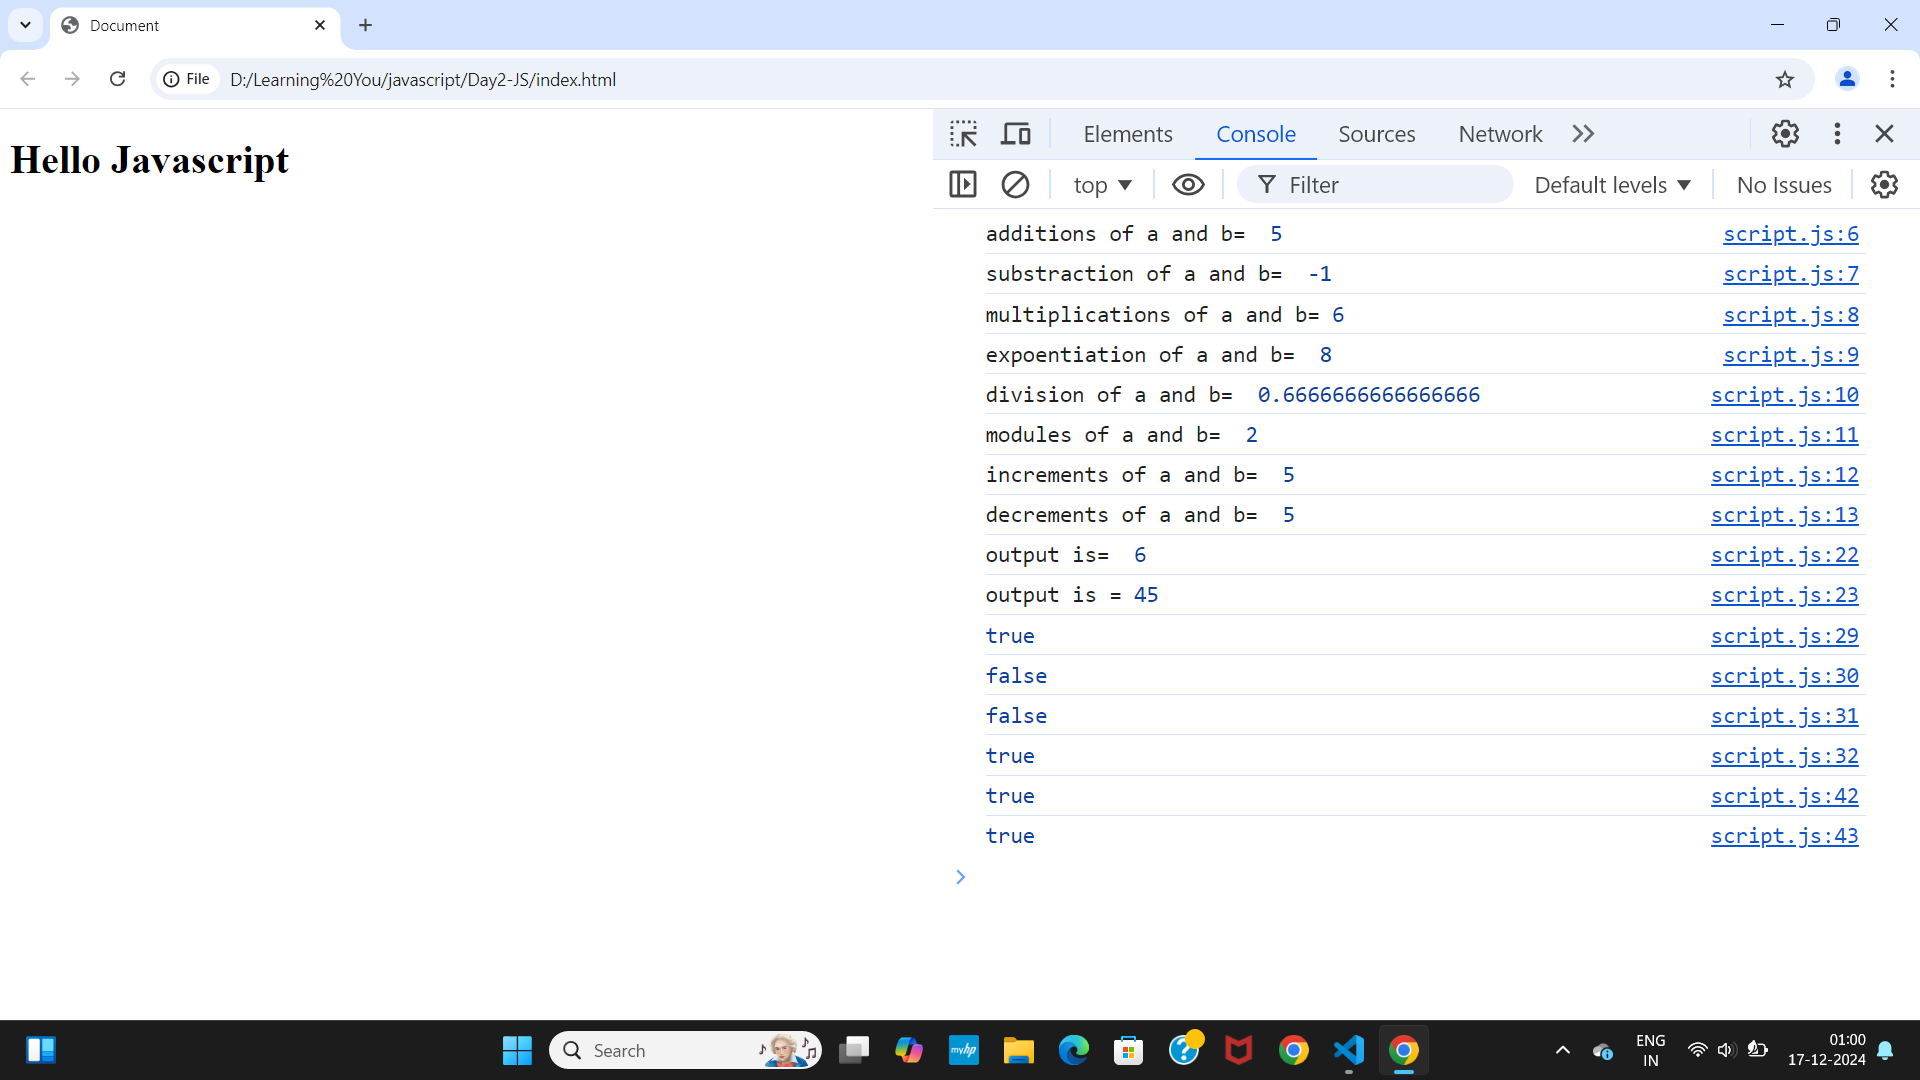 Document
File
D:/Learning%20You/javascript/Day2-JS/index.html
Hello Javascript
Elements Console Sources Network
top Filter Default levels No Issues
additions of a and b=  5 script.js:6
substraction of a and b=  -1 script.js:7
multiplications of a and b= 6 script.js:8
expoentiation of a and b=  8 script.js:9
division of a and b=  0.6666666666666666 script.js:10
modules of a and b=  2 script.js:11
increments of a and b=  5 script.js:12
decrements of a and b=  5 script.js:13
output is=  6 script.js:22
output is = 45 script.js:23
true script.js:29
false script.js:30
false script.js:31
true script.js:32
true script.js:42
true script.js:43
Search
myhp
ENG
IN
01:00
17-12-2024